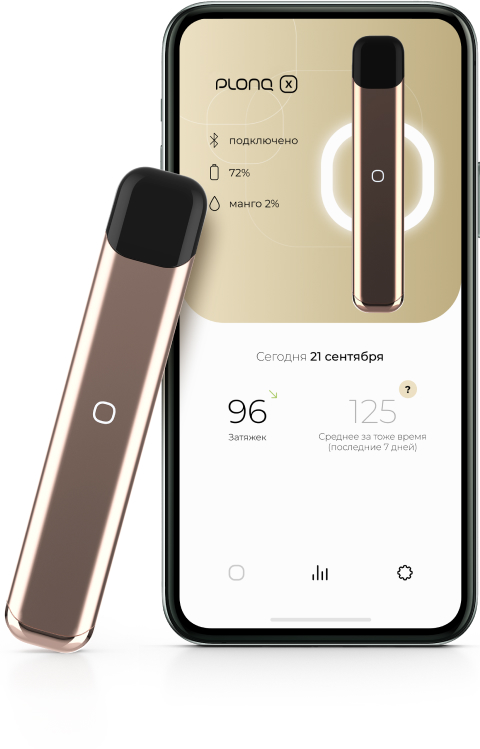 PLONQ X
подключено
72%
манго 2%
Сегодня 21 сентября
96
Затяжек
125 ?
Среднее за тоже время
(последние 7 дней)